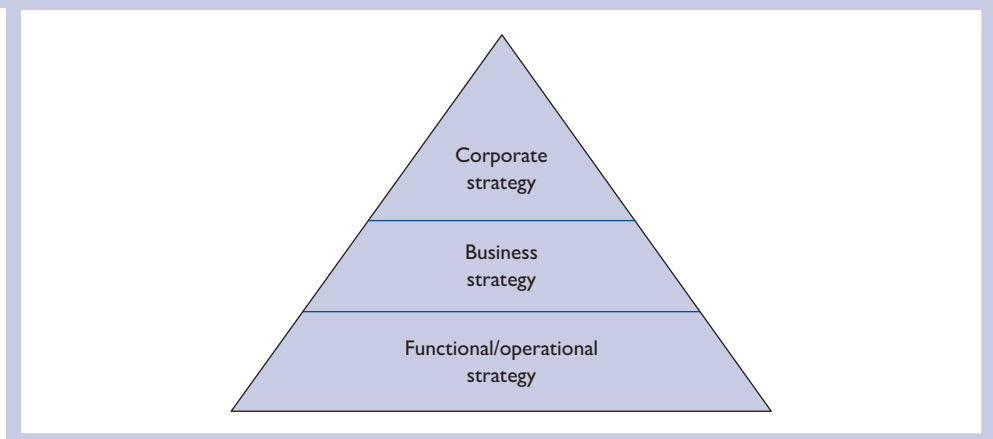 Corporate
strategy
Business
strategy
Functional/operational
strategy